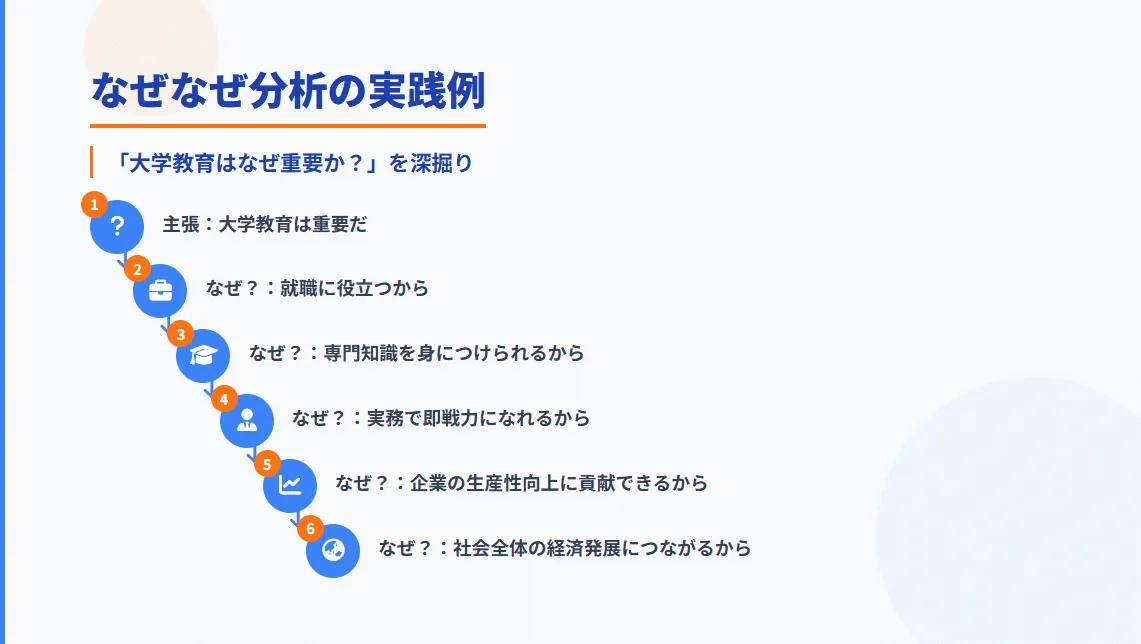 なぜなぜ分析の実践例
「大学教育はなぜ重要か？」を深掘り
1
?
主張：大学教育は重要だ
2
なぜ？：就職に役立つから
3
なぜ？：専門知識を身につけられるから
4
なぜ？：実務で即戦力になれるから
5
なぜ？：企業の生産性向上に貢献できるから
6
なぜ？：社会全体の経済発展につながるから